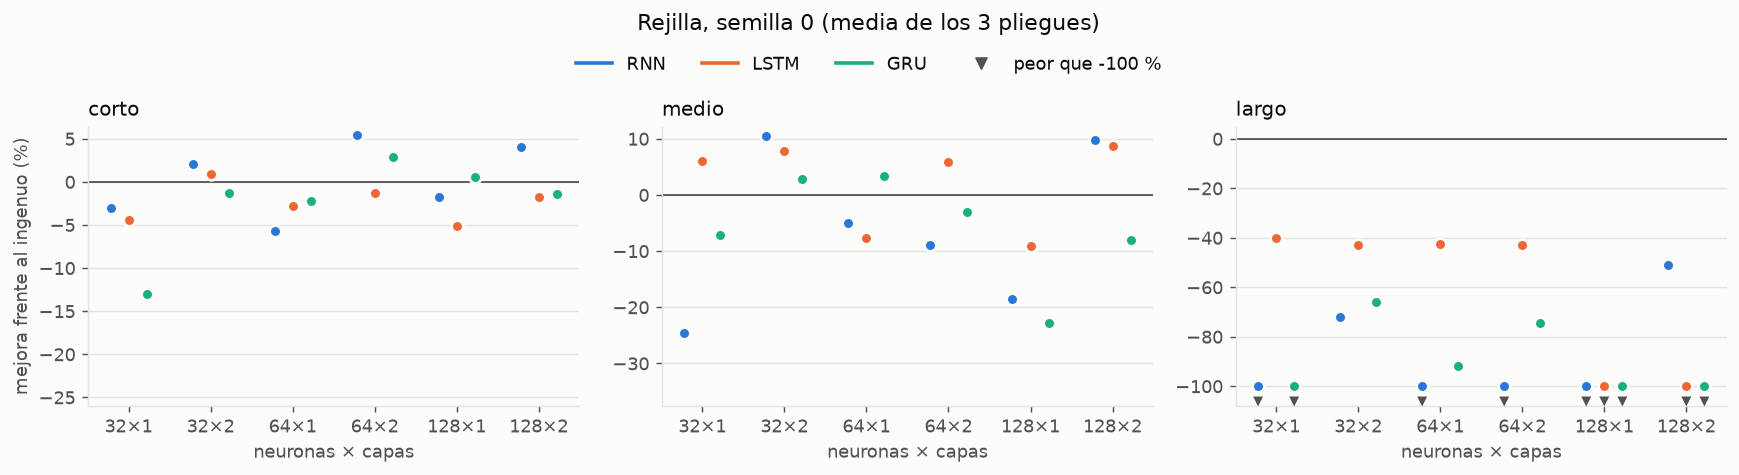 Rejilla, semilla 0 (media de los 3 pliegues)
RNN LSTM GRU peor que -100 %
corto
mejora frente al ingenuo (%)
5
0
−5
−10
−15
−20
−25
32×1 32×2 64×1 64×2 128×1 128×2
neuronas × capas
medio
10
0
−10
−20
−30
32×1 32×2 64×1 64×2 128×1 128×2
neuronas × capas
largo
0
−20
−40
−60
−80
−100
32×1 32×2 64×1 64×2 128×1 128×2
neuronas × capas